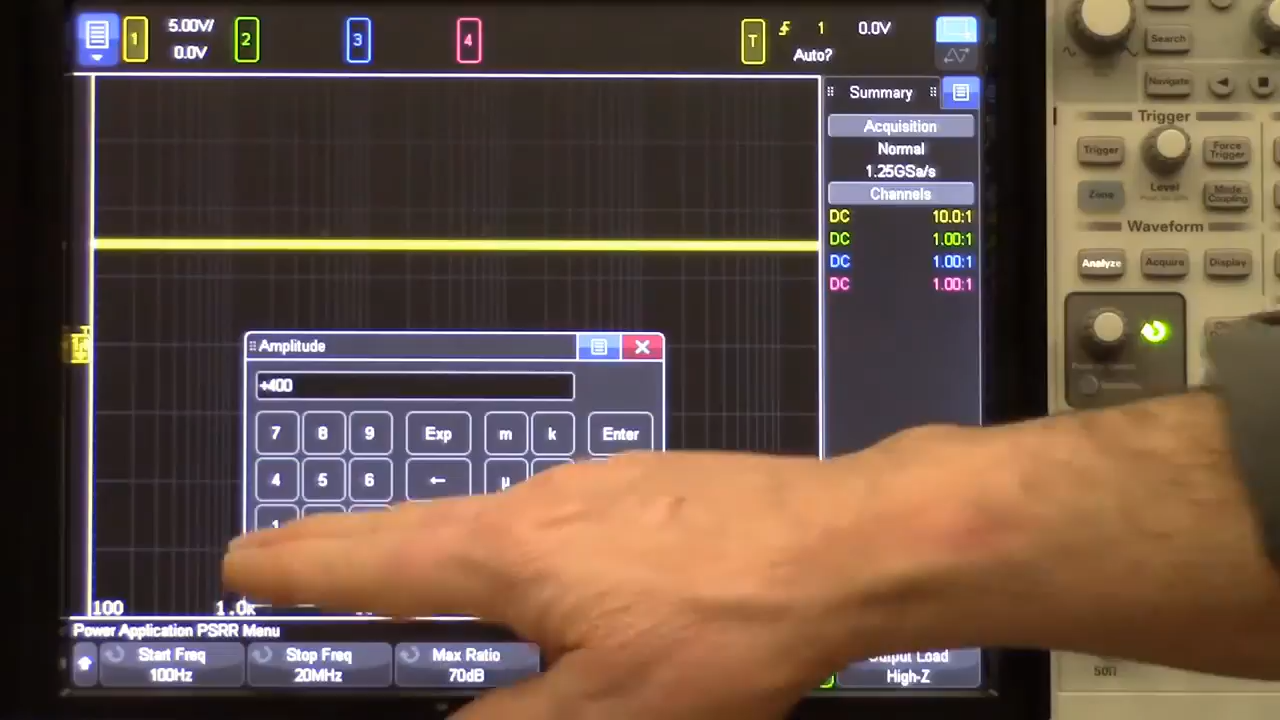 1 5.00V/ 2 3 4 T 1 0.0V
0.0V Auto?
Summary
Acquisition
Normal
1.25GSa/s
Channels
DC 10.0:1
DC 1.00:1
DC 1.00:1
DC 1.00:1
Amplitude
+400
7 8 9 Exp m k Enter
4 5 6 ← µ
1
100 1.0k
Power Application PSRR Menu
Start Freq Stop Freq Max Ratio Output Load
100Hz 20MHz 70dB High-Z
Search
Navigate
Trigger
Trigger Force Trigger
Level
Zone Mode Coupling
Waveform
Analyze Acquire Display
50Ω